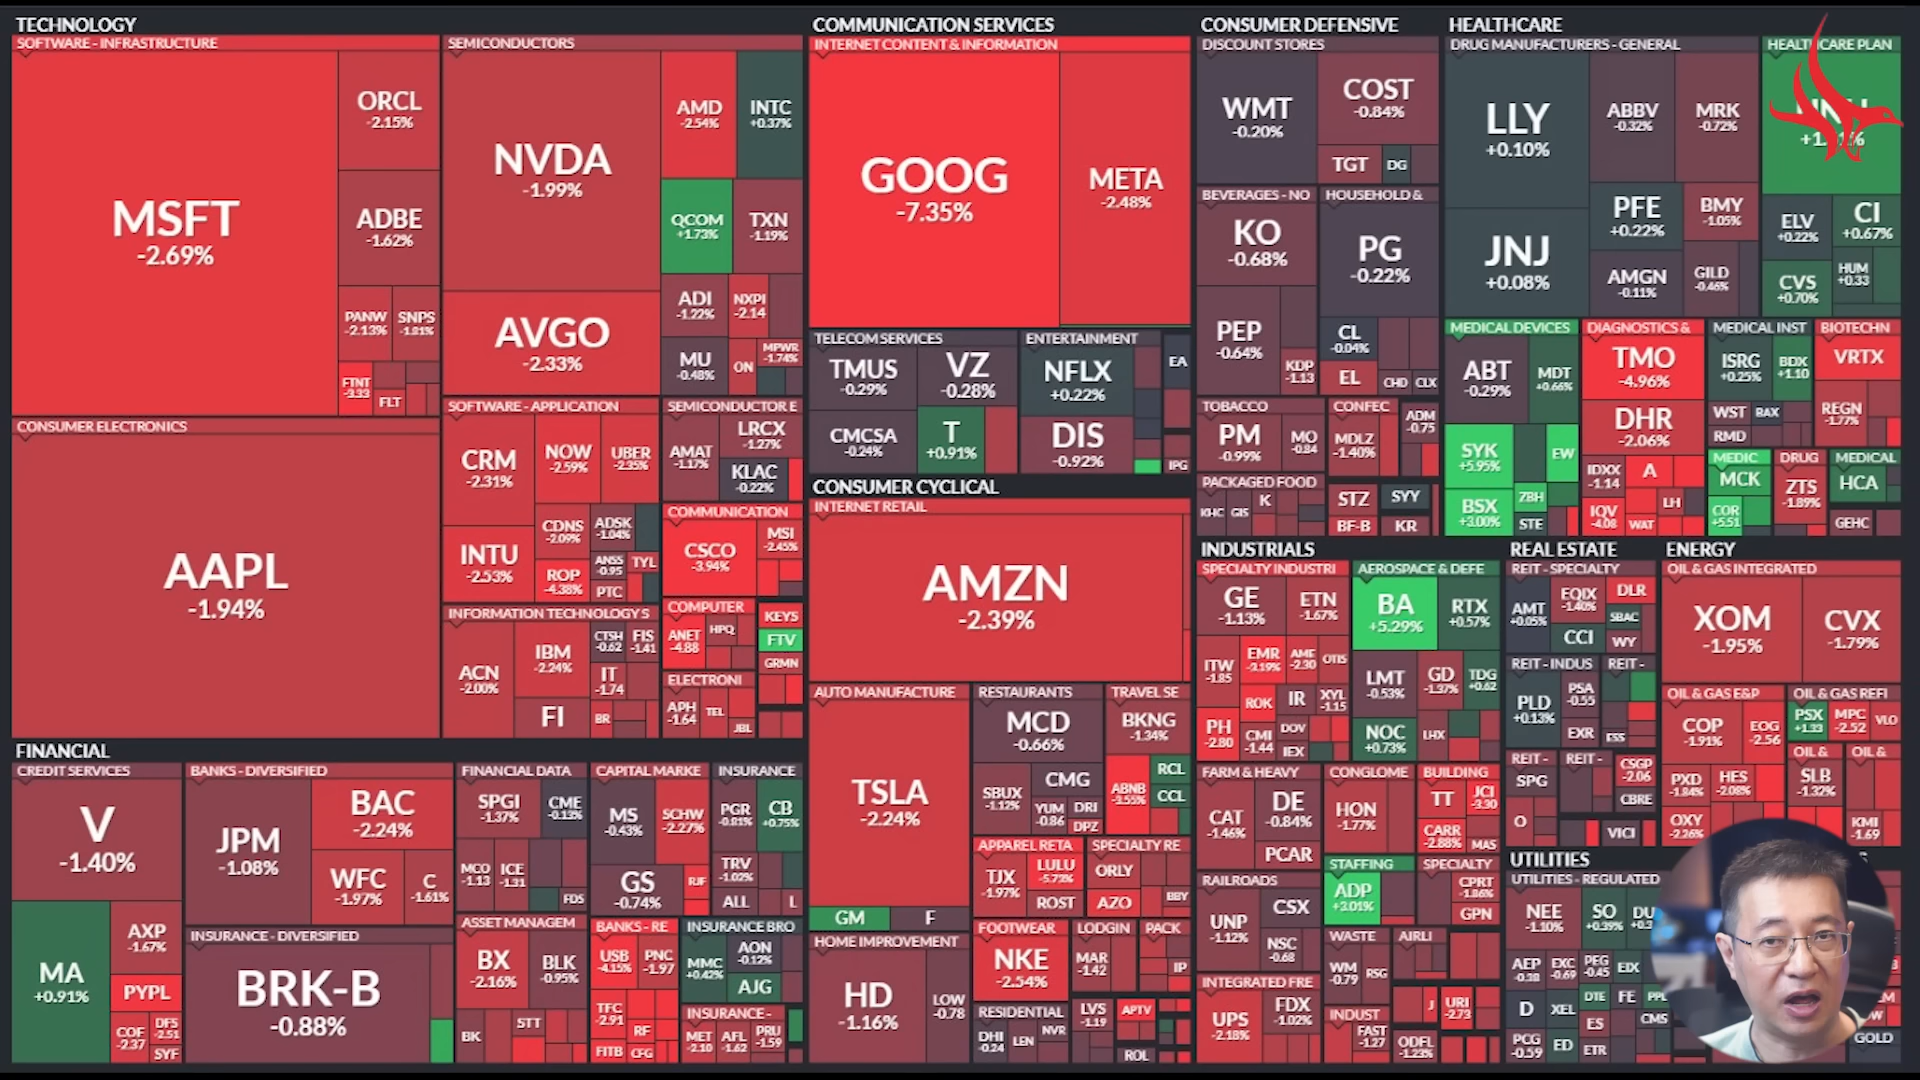 TECHNOLOGY
SOFTWARE - INFRASTRUCTURE
MSFT
-2.69%
ORCL
-2.15%
ADBE
-1.62%
PANW
-2.13%
SNPS
-1.81%
FTNT
-3.33
FLT
CONSUMER ELECTRONICS
AAPL
-1.94%
SEMICONDUCTORS
NVDA
-1.99%
AVGO
-2.33%
AMD
-2.54%
INTC
+0.37%
QCOM
+1.73%
TXN
-1.19%
ADI
-1.22%
NXPI
-2.14
MU
-0.48%
ON
MPWR
-1.74%
SOFTWARE - APPLICATION
CRM
-2.31%
NOW
-2.59%
UBER
-2.35%
INTU
-2.53%
CDNS
-2.09%
ADSK
-1.04%
ROP
-4.38%
ANSS
-0.95
TYL
PTC
SEMICONDUCTOR E
AMAT
-1.17%
LRCX
-1.27%
KLAC
-0.22%
COMMUNICATION
CSCO
-3.94%
MSI
-2.45%
INFORMATION TECHNOLOGY S
ACN
-2.00%
IBM
-2.24%
FI
CTSH
-0.62
FIS
-1.41
IT
-1.74
BR
COMPUTER
ANET
-4.88
HPQ
KEYS
FTV
GRMN
ELECTRONI
APH
-1.64
TEL
JBL
COMMUNICATION SERVICES
INTERNET CONTENT & INFORMATION
GOOG
-7.35%
META
-2.48%
TELECOM SERVICES
TMUS
-0.29%
VZ
-0.28%
CMCSA
-0.24%
T
+0.91%
ENTERTAINMENT
NFLX
+0.22%
DIS
-0.92%
EA
IPG
CONSUMER CYCLICAL
INTERNET RETAIL
AMZN
-2.39%
AUTO MANUFACTURE
TSLA
-2.24%
GM
F
RESTAURANTS
MCD
-0.66%
SBUX
-1.12%
CMG
YUM
-0.86
DRI
DPZ
TRAVEL SE
BKNG
-1.34%
ABNB
-3.55%
RCL
CCL
APPAREL RETA
TJX
-1.97%
LULU
-5.72%
ROST
SPECIALTY RE
ORLY
AZO
BBY
HOME IMPROVEMENT
HD
-1.16%
LOW
-0.78
FOOTWEAR
NKE
-2.54%
LODGIN
MAR
-1.42
PACK
IP
RESIDENTIAL
DHI
-0.24
LEN
NVR
LVS
-1.19
APTV
ROL
CONSUMER DEFENSIVE
DISCOUNT STORES
WMT
-0.20%
COST
-0.84%
TGT
DG
BEVERAGES - NO
KO
-0.68%
PEP
-0.64%
KDP
-1.13
HOUSEHOLD &
PG
-0.22%
CL
-0.04%
EL
CHD
CLX
TOBACCO
PM
-0.99%
MO
-0.84
CONFEC
MDLZ
-1.40%
ADM
-0.75
PACKAGED FOOD
KHC
GIS
K
STZ
SYY
BF-B
KR
HEALTHCARE
DRUG MANUFACTURERS - GENERAL
LLY
+0.10%
JNJ
+0.08%
ABBV
-0.32%
MRK
-0.72%
PFE
+0.22%
BMY
-1.05%
AMGN
-0.11%
GILD
-0.46%
HEALTHCARE PLAN
ELV
+0.22%
CI
+0.67%
CVS
+0.70%
HUM
+0.33
MEDICAL DEVICES
ABT
-0.29%
MDT
+0.66%
SYK
+5.95%
EW
BSX
+3.00%
ZBH
STE
DIAGNOSTICS &
TMO
-4.96%
DHR
-2.06%
IDXX
-1.14
A
IQV
-4.08
LH
WAT
MEDICAL INST
ISRG
+0.25%
BDX
+1.10
WST
BAX
RMD
BIOTECHN
VRTX
REGN
-1.77%
MEDIC
MCK
COR
+5.51
DRUG
ZTS
-1.89%
MEDICAL
HCA
GEHC
INDUSTRIALS
SPECIALTY INDUSTRI
GE
-1.13%
ETN
-1.67%
ITW
-1.85
EMR
-3.19%
AME
-2.30
OTIS
ROK
IR
XYL
-1.15
PH
-2.80
CMI
-1.44
DOV
IEX
AEROSPACE & DEFE
BA
+5.29%
RTX
+0.57%
LMT
-0.53%
GD
-1.37%
TDG
+0.62
NOC
+0.73%
LHX
FARM & HEAVY
CAT
-1.46%
DE
-0.84%
PCAR
CONGLOME
HON
-1.77%
BUILDING
TT
JCI
-3.30
CARR
-2.88%
MAS
STAFFING
ADP
+3.01%
SPECIALTY
CPRT
-1.86%
GPN
RAILROADS
UNP
-1.12%
CSX
NSC
-0.68
WASTE
WM
-0.79
RSG
AIRLI
INTEGRATED FRE
UPS
-2.18%
FDX
-1.02%
INDUST
FAST
-1.27
J
URI
-2.73
ODFL
-1.23%
REAL ESTATE
REIT - SPECIALTY
AMT
+0.05%
EQIX
-1.40%
DLR
CCI
SBAC
WY
REIT - INDUS
PLD
+0.13%
PSA
-0.55
EXR
REIT -
ESS
REIT -
SPG
O
REIT -
CSGP
-2.06
CBRE
VICI
ENERGY
OIL & GAS INTEGRATED
XOM
-1.95%
CVX
-1.79%
OIL & GAS E&P
COP
-1.91%
EOG
-2.56
PXD
-1.84%
HES
-2.08%
OXY
-2.26%
OIL & GAS REFI
PSX
+1.33
MPC
-2.52
VLO
OIL &
SLB
-1.32%
OIL &
KMI
-1.69
UTILITIES
UTILITIES - REGULATED
NEE
-1.10%
SO
+0.39%
DU
+0.3
AEP
-0.38
EXC
-0.69
PEG
-0.45
EIX
D
XEL
DTE
FE
PPL
PCG
-0.59
ED
ES
ETR
CMS
GOLD
FINANCIAL
CREDIT SERVICES
V
-1.40%
MA
+0.91%
AXP
-1.67%
PYPL
COF
-2.37
DFS
-2.51
SYF
BANKS - DIVERSIFIED
JPM
-1.08%
BAC
-2.24%
WFC
-1.97%
C
-1.61%
INSURANCE - DIVERSIFIED
BRK-B
-0.88%
FINANCIAL DATA
SPGI
-1.37%
CME
-0.13%
MCO
-1.13
ICE
-1.31
FDS
ASSET MANAGEM
BX
-2.16%
BLK
-0.95%
BK
STT
CAPITAL MARKE
MS
-0.43%
SCHW
-2.27%
GS
-0.74%
RJF
BANKS - RE
USB
-4.15%
PNC
-1.97
TFC
-2.91
RF
FITB
CFG
INSURANCE
PGR
-0.81%
CB
+0.75%
TRV
-1.02%
ALL
L
INSURANCE BRO
MMC
+0.42%
AON
-0.12%
AJG
INSURANCE -
MET
-2.10
AFL
-1.62
PRU
-1.59